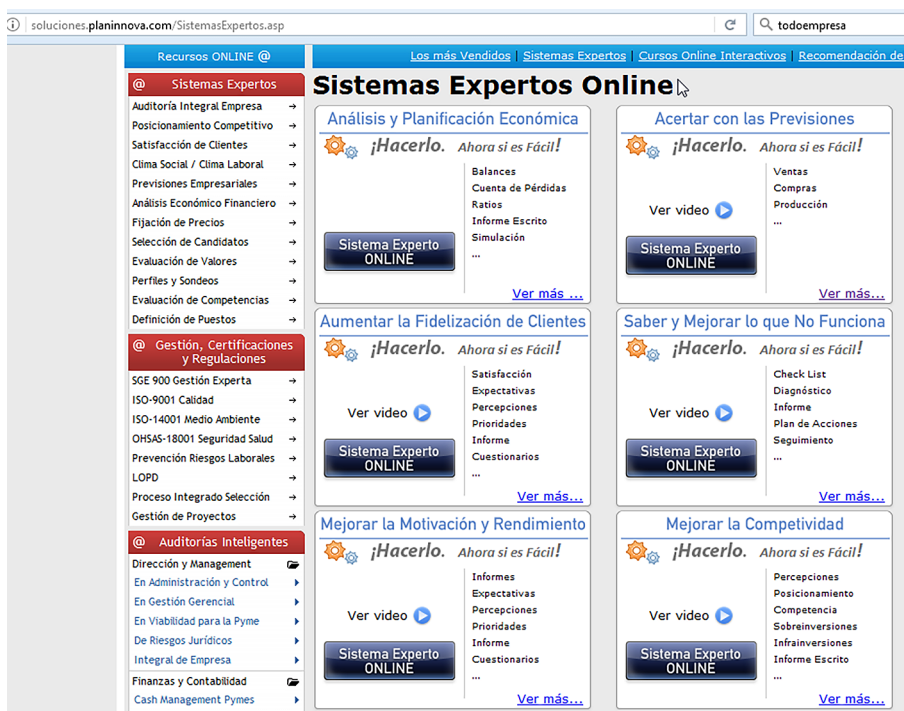 soluciones.planinnova.com/SistemasExpertos.asp
todoempresa
Recursos ONLINE @
Los más Vendidos | Sistemas Expertos | Cursos Online Interactivos | Recomendación de
@ Sistemas Expertos
Auditoría Integral Empresa
Posicionamiento Competitivo
Satisfacción de Clientes
Clima Social / Clima Laboral
Previsiones Empresariales
Análisis Económico Financiero
Fijación de Precios
Selección de Candidatos
Evaluación de Valores
Perfiles y Sondeos
Evaluación de Competencias
Definición de Puestos
@ Gestión, Certificaciones
y Regulaciones
SGE 900 Gestión Experta
ISO-9001 Calidad
ISO-14001 Medio Ambiente
OHSAS-18001 Seguridad Salud
Prevención Riesgos Laborales
LOPD
Proceso Integrado Selección
Gestión de Proyectos
@ Auditorías Inteligentes
Dirección y Management
En Administración y Control
En Gestión Gerencial
En Viabilidad para la Pyme
De Riesgos Jurídicos
Integral de Empresa
Finanzas y Contabilidad
Cash Management Pymes
Sistemas Expertos Online
Análisis y Planificación Económica
¡Hacerlo. Ahora si es Fácil!
Balances
Cuenta de Pérdidas
Ratios
Informe Escrito
Simulación
...
Sistema Experto
ONLINE
Ver más ...
Acertar con las Previsiones
¡Hacerlo. Ahora si es Fácil!
Ventas
Compras
Producción
...
Ver video
Sistema Experto
ONLINE
Ver más...
Aumentar la Fidelización de Clientes
¡Hacerlo. Ahora si es Fácil!
Satisfacción
Expectativas
Percepciones
Prioridades
Informe
Cuestionarios
...
Ver video
Sistema Experto
ONLINE
Ver más...
Saber y Mejorar lo que No Funciona
¡Hacerlo. Ahora si es Fácil!
Check List
Diagnóstico
Informe
Plan de Acciones
Seguimiento
...
Ver video
Sistema Experto
ONLINE
Ver más...
Mejorar la Motivación y Rendimiento
¡Hacerlo. Ahora si es Fácil!
Informes
Expectativas
Percepciones
Prioridades
Informe
Cuestionarios
...
Ver video
Sistema Experto
ONLINE
Ver más...
Mejorar la Competividad
¡Hacerlo. Ahora si es Fácil!
Percepciones
Posicionamiento
Competencia
Sobreinversiones
Infrainversiones
Informe Escrito
...
Ver video
Sistema Experto
ONLINE
Ver más...